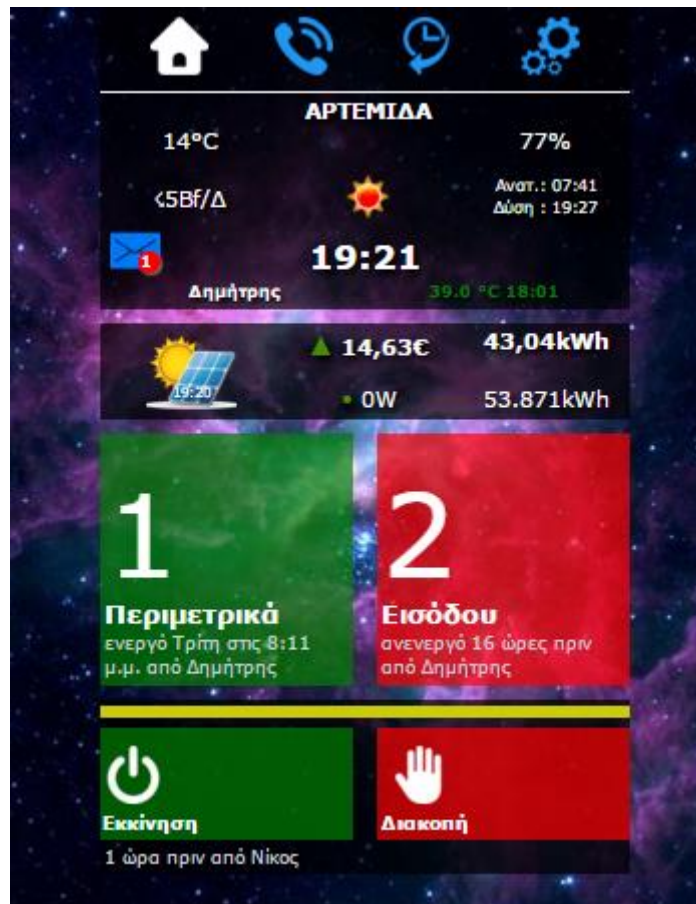 ΑΡΤΕΜΙΔΑ
14°C 77%
<5Bf/Δ
Ανατ.: 07:41
Δύση : 19:27
1
19:21
Δημήτρης 39.0 °C 18:01
14,63€ 43,04kWh
19:20
0W 53.871kWh
1
Περιμετρικά
ενεργό Τρίτη στις 8:11
μ.μ. από Δημήτρης
2
Εισόδου
ανενεργό 16 ώρες πριν
από Δημήτρης
Εκκίνηση
Διακοπή
1 ώρα πριν από Νίκος